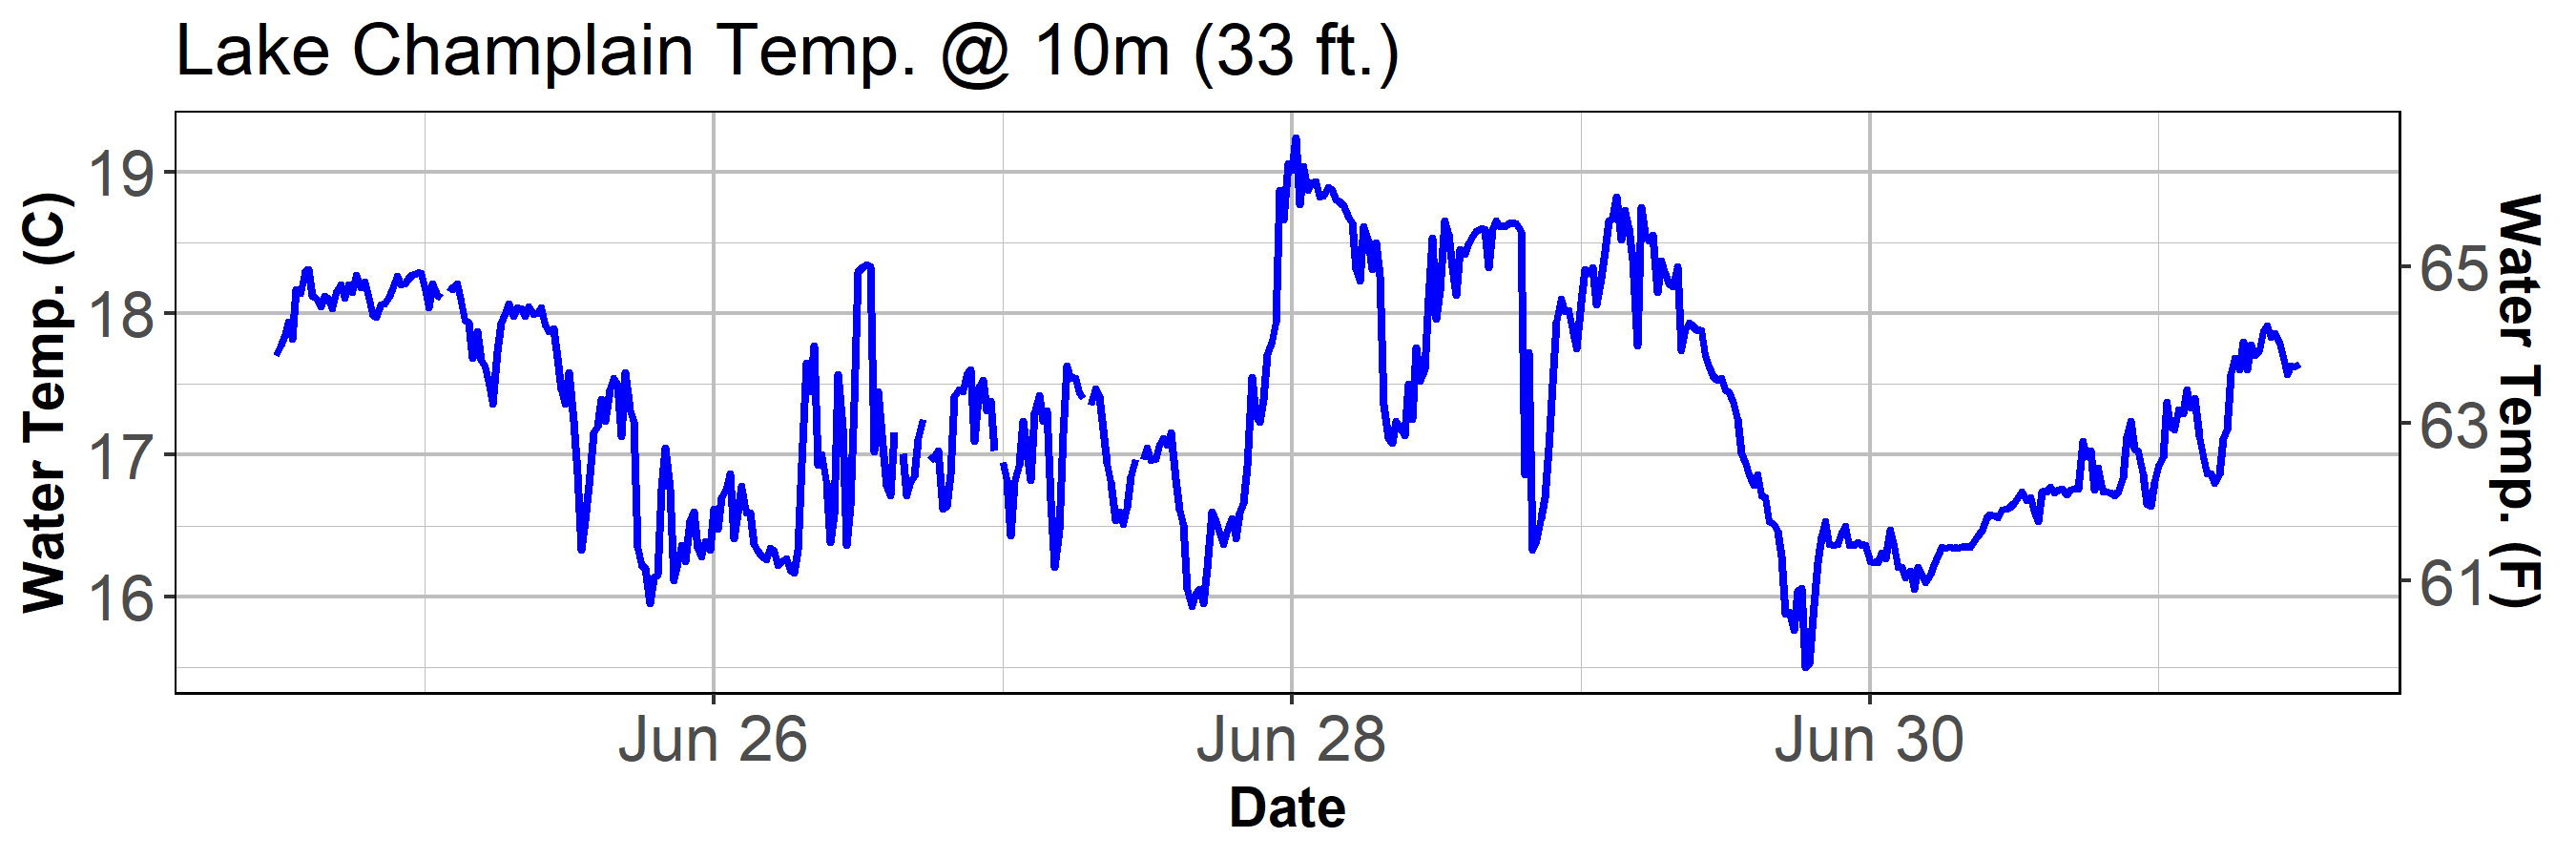 Lake Champlain Temp. @ 10m (33 ft.)
Water Temp. (C)
19
18
17
16
65
63
61
Water Temp. (F)
Jun 26
Jun 28
Jun 30
Date